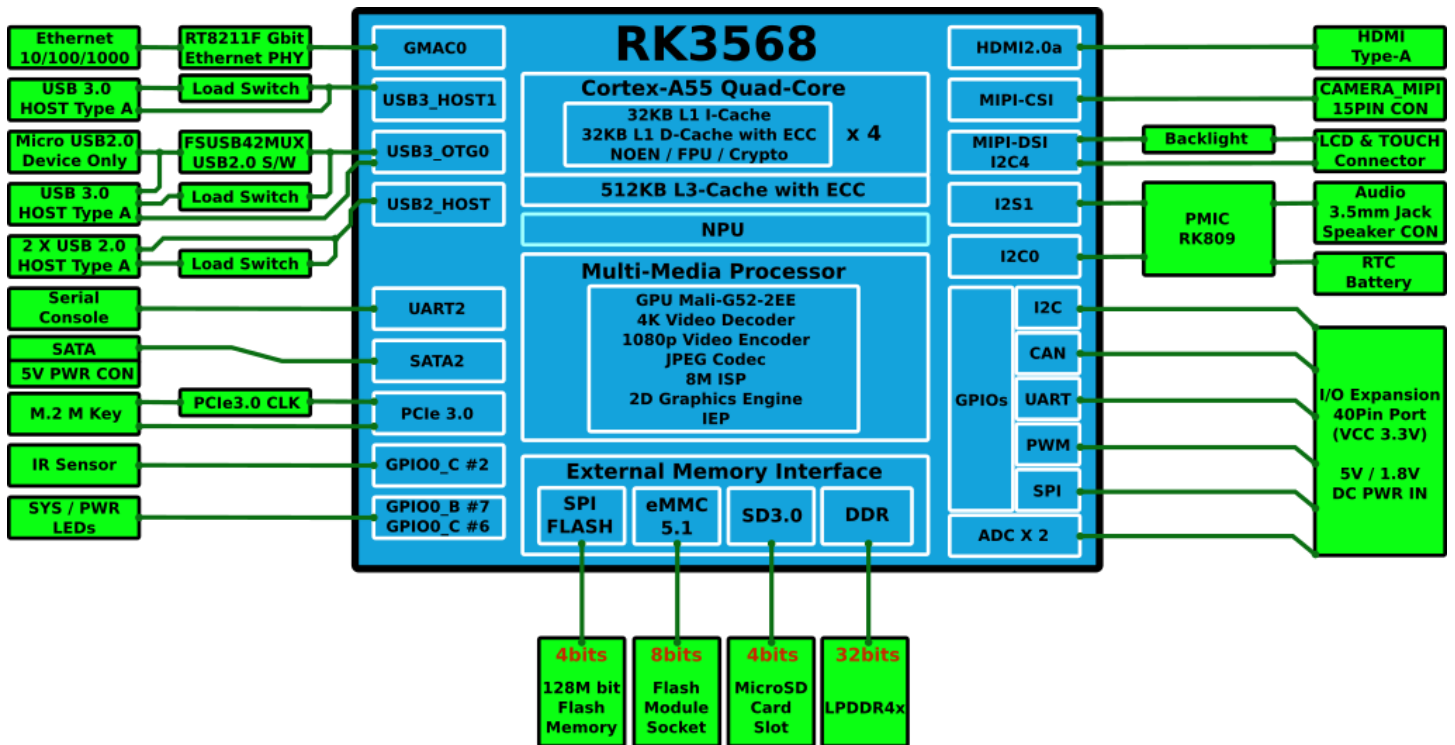 RK3568
Ethernet
10/100/1000
RT8211F Gbit
Ethernet PHY
GMAC0
USB 3.0
HOST Type A
Load Switch
USB3_HOST1
Micro USB2.0
Device Only
FSUSB42MUX
USB2.0 S/W
USB3_OTG0
USB 3.0
HOST Type A
Load Switch
USB2_HOST
2 X USB 2.0
HOST Type A
Load Switch
Serial
Console
UART2
SATA
5V PWR CON
SATA2
M.2 M Key
PCIe3.0 CLK
PCIe 3.0
IR Sensor
GPIO0_C #2
SYS / PWR
LEDs
GPIO0_B #7
GPIO0_C #6
Cortex-A55 Quad-Core
32KB L1 I-Cache
32KB L1 D-Cache with ECC
NOEN / FPU / Crypto
x 4
512KB L3-Cache with ECC
NPU
Multi-Media Processor
GPU Mali-G52-2EE
4K Video Decoder
1080p Video Encoder
JPEG Codec
8M ISP
2D Graphics Engine
IEP
External Memory Interface
SPI
FLASH
eMMC
5.1
SD3.0
DDR
HDMI2.0a
HDMI
Type-A
MIPI-CSI
CAMERA_MIPI
15PIN CON
MIPI-DSI
I2C4
Backlight
LCD & TOUCH
Connector
I2S1
I2C0
PMIC
RK809
Audio
3.5mm Jack
Speaker CON
RTC
Battery
GPIOs
I2C
CAN
UART
PWM
SPI
ADC X 2
I/O Expansion
40Pin Port
(VCC 3.3V)
5V / 1.8V
DC PWR IN
4bits
128M bit
Flash
Memory
8bits
Flash
Module
Socket
4bits
MicroSD
Card
Slot
32bits
LPDDR4x